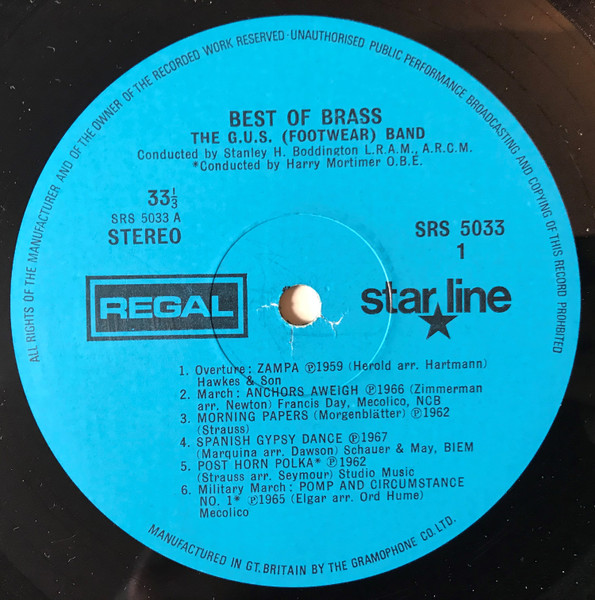 ALL RIGHTS OF THE MANUFACTURER AND OF THE OWNER OF THE RECORDED WORK RESERVED·UNAUTHORISED PUBLIC PERFORMANCE BROADCASTING AND COPYING OF THIS RECORD PROHIBITED
BEST OF BRASS
THE G.U.S. (FOOTWEAR) BAND
Conducted by Stanley H. Boddington L.R.A.M., A.R.C.M.
*Conducted by Harry Mortimer O.B.E.
33⅓
SRS 5033 A
STEREO
SRS 5033
1
REGAL
star line
1. Overture: ZAMPA ℗1959 (Herold arr. Hartmann)
Hawkes & Son
2. March: ANCHORS AWEIGH ℗1966 (Zimmerman
arr. Newton) Francis Day, Mecolico, NCB
3. MORNING PAPERS (Morgenblätter) ℗1962
(Strauss)
4. SPANISH GYPSY DANCE ℗1967
(Marquina arr. Dawson) Schauer & May, BIEM
5. POST HORN POLKA* ℗1962
(Strauss arr. Seymour) Studio Music
6. Military March: POMP AND CIRCUMSTANCE
NO. 1* ℗1965 (Elgar arr. Ord Hume)
Mecolico
MANUFACTURED IN GT. BRITAIN BY THE GRAMOPHONE CO. LTD.